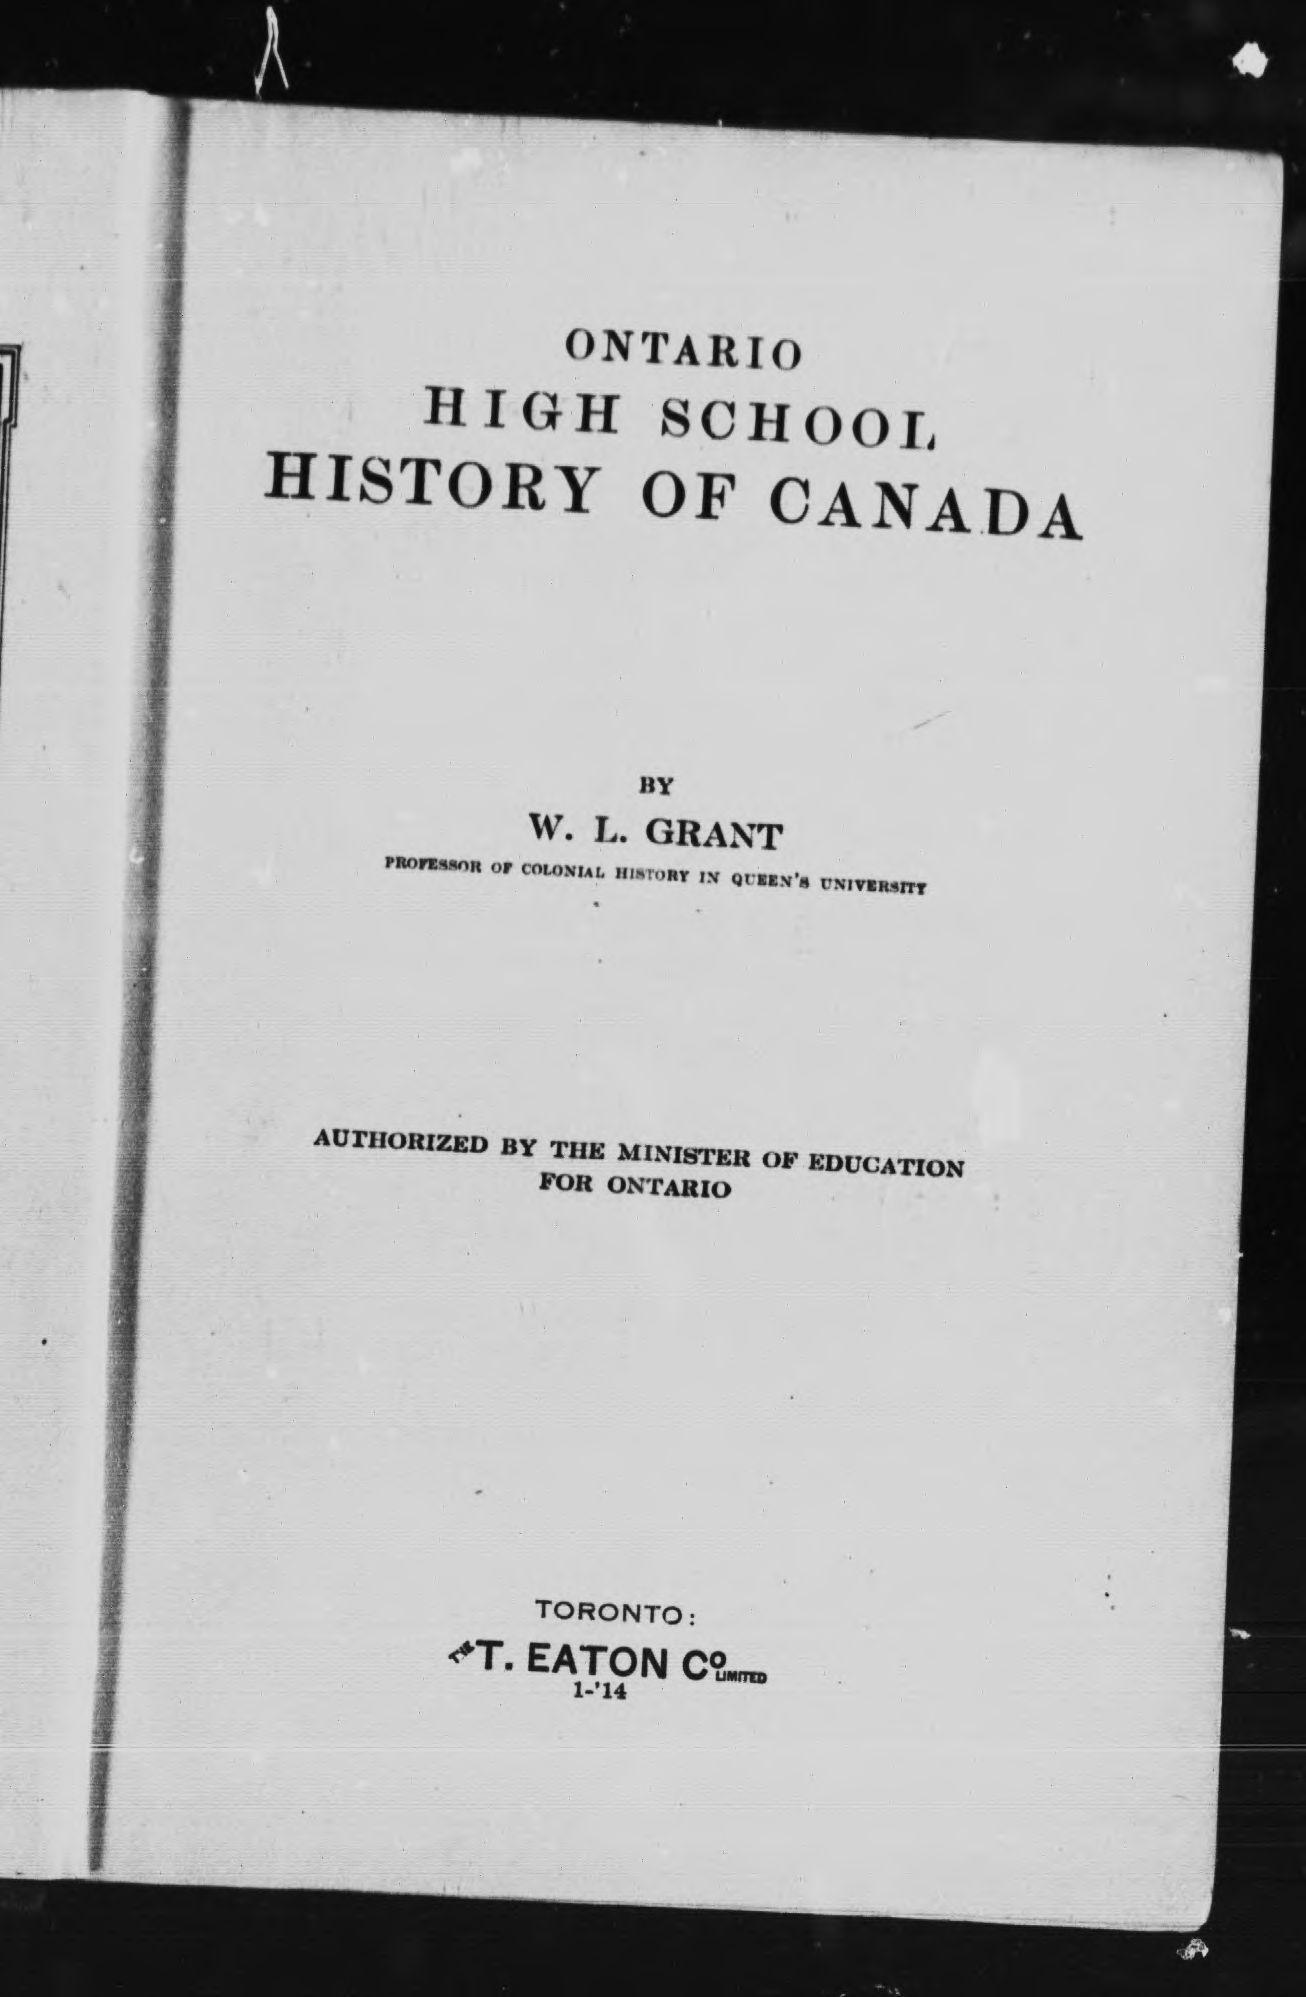 ONTARIO
HIGH SCHOOL
HISTORY OF CANADA
BY
W. L. GRANT
PROFESSOR OF COLONIAL HISTORY IN QUEEN'S UNIVERSITY
AUTHORIZED BY THE MINISTER OF EDUCATION
FOR ONTARIO
TORONTO:
THE T. EATON CO LIMITED
1-'14